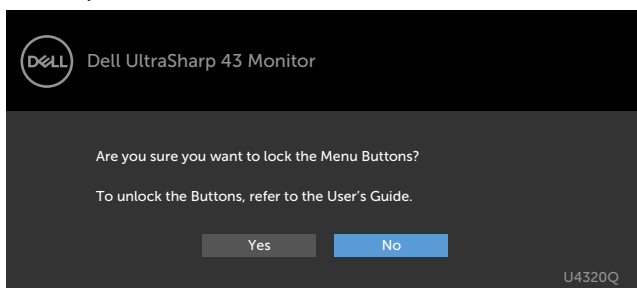 DELL Dell UltraSharp 43 Monitor
Are you sure you want to lock the Menu Buttons?
To unlock the Buttons, refer to the User’s Guide.
Yes No
U4320Q